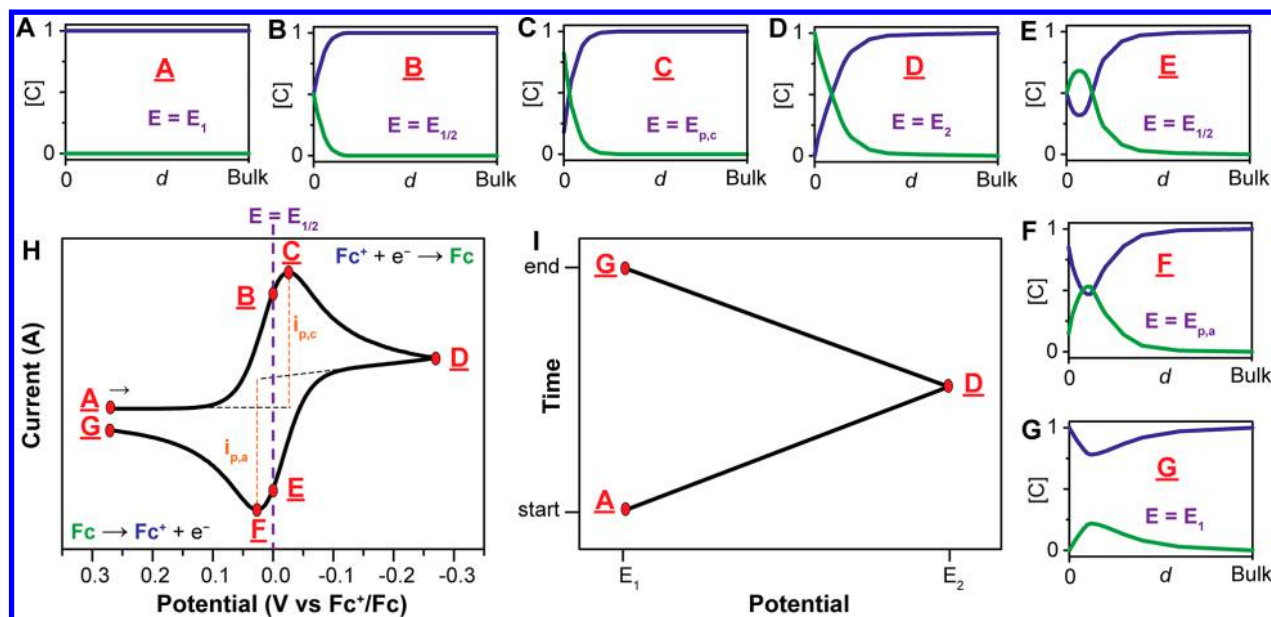 A
1
[C]
0
A
E = E₁
0 d Bulk
B
1
0
B
E = E₁/₂
0 d Bulk
C
1
[C]
0
C
E = Eₚ,c
0 d Bulk
D
1
[C]
0
D
E = E₂
0 d Bulk
E
1
[C]
0
E
E = E₁/₂
0 d Bulk
E = E₁/₂
H
Fc⁺ + e⁻ → Fc
C
B
iₚ,c
D
A →
G
iₚ,a
E
F
Fc → Fc⁺ + e⁻
Current (A)
0.3 0.2 0.1 0.0 -0.1 -0.2 -0.3
Potential (V vs Fc⁺/Fc)
I
end
G
D
Time
start
A
E₁ E₂
Potential
F
1
[C]
0
F
E = Eₚ,a
0 d Bulk
G
1
[C]
0
G
E = E₁
0 d Bulk